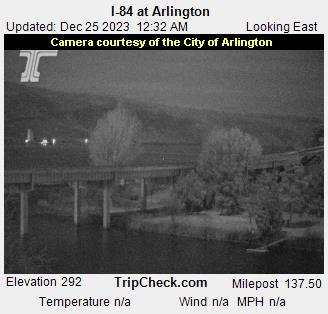 I-84 at Arlington
Updated: Dec 25 2023 12:32 AM Looking East
Camera courtesy of the City of Arlington
Elevation 292 TripCheck.com Milepost 137.50
Temperature n/a Wind n/a MPH n/a